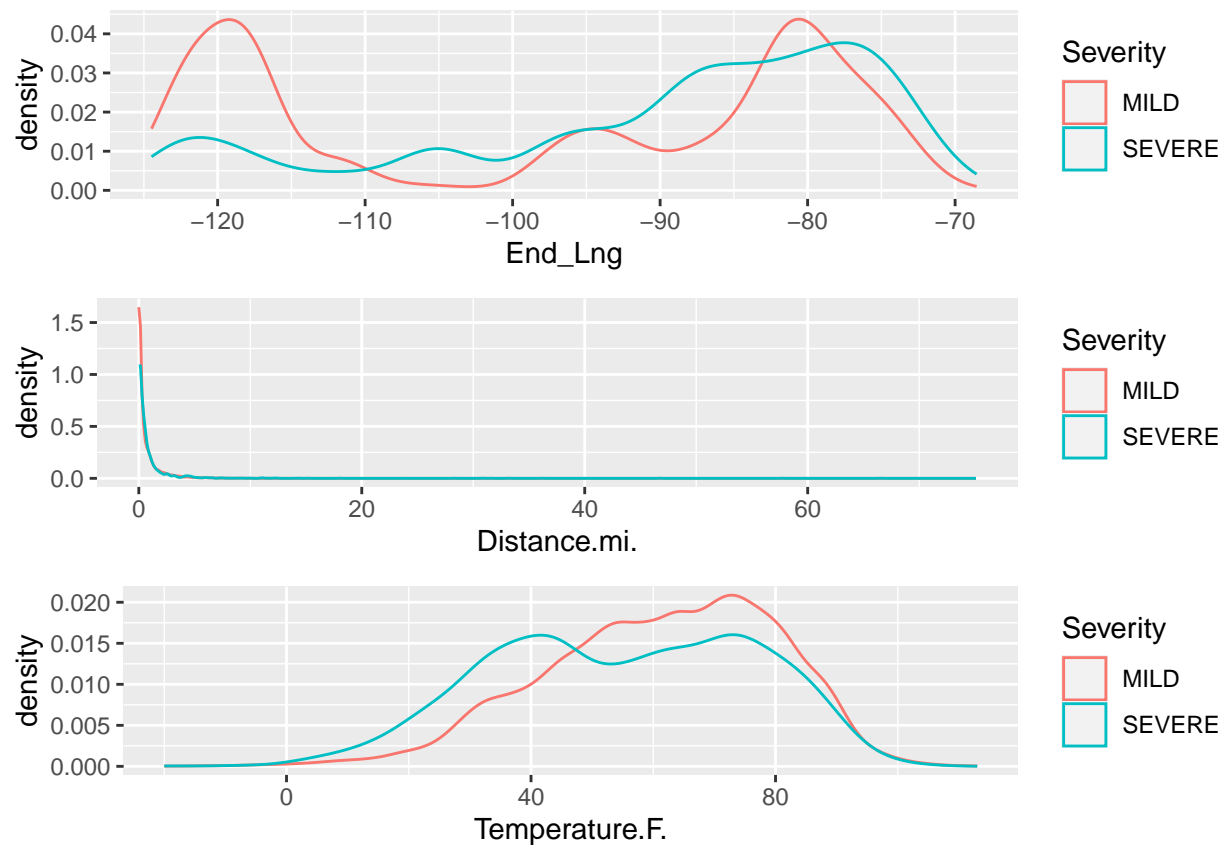 density
0.04
0.03
0.02
0.01
0.00
−120
−110
−100
−90
−80
−70
End_Lng
Severity
MILD
SEVERE
density
1.5
1.0
0.5
0.0
0
20
40
60
Distance.mi.
Severity
MILD
SEVERE
density
0.020
0.015
0.010
0.005
0.000
0
40
80
Temperature.F.
Severity
MILD
SEVERE